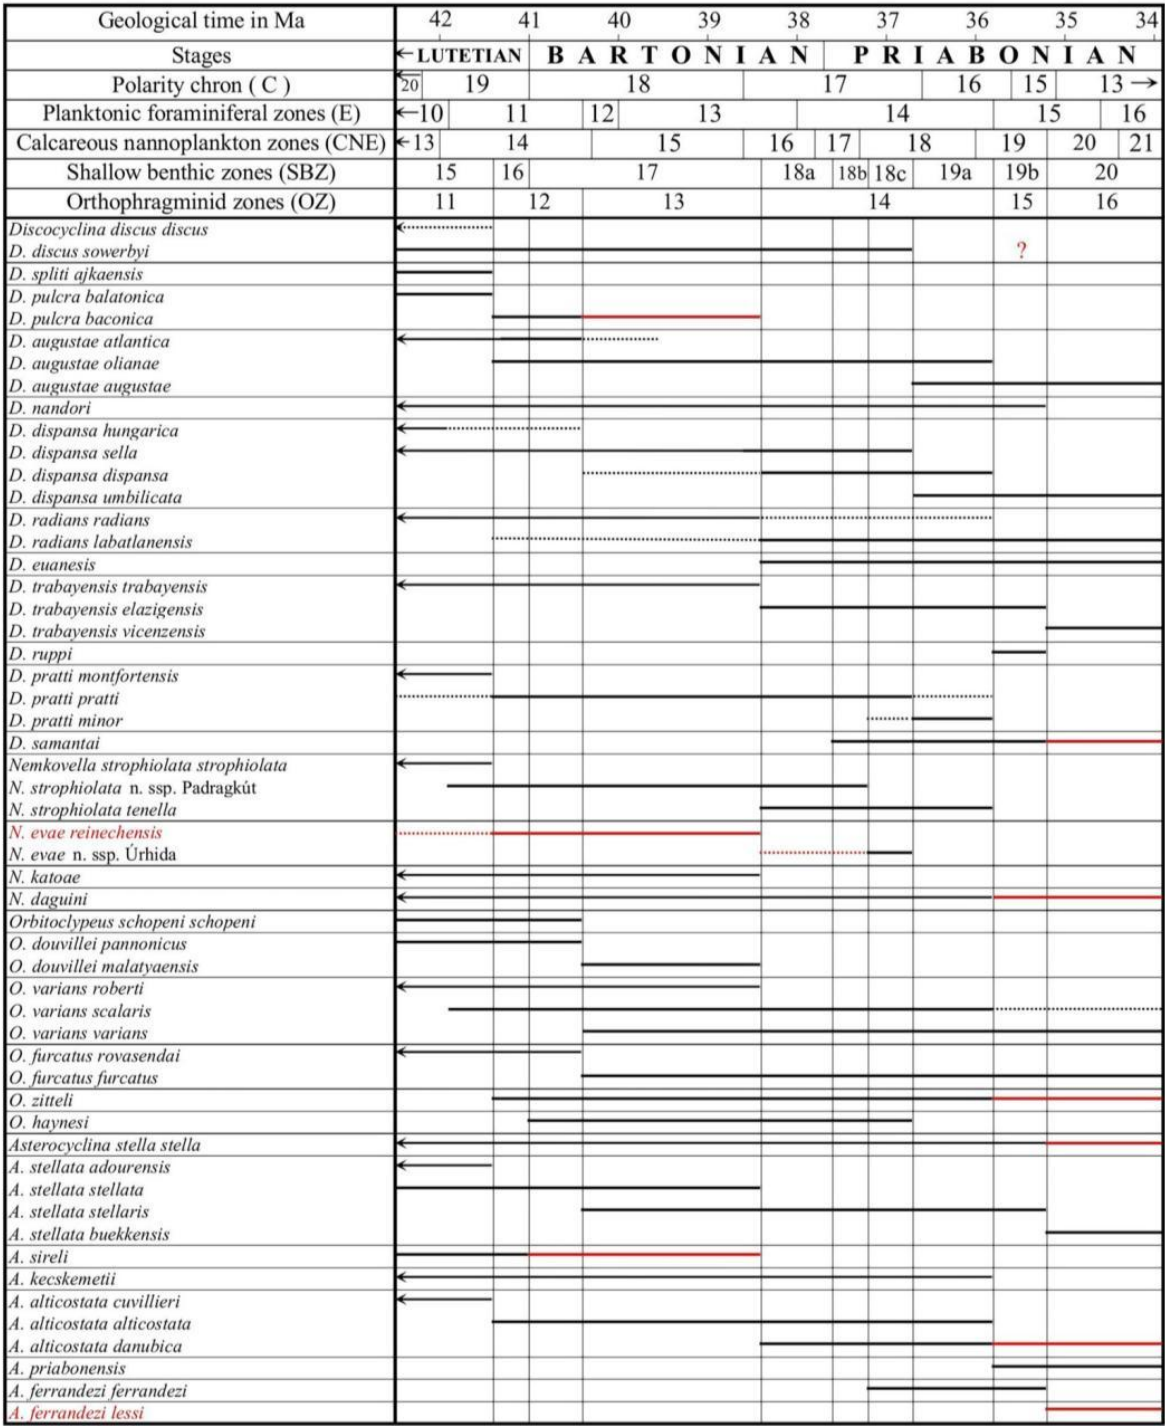 Geological time in Ma 42 41 40 39 38 37 36 35 34
Stages ←LUTETIAN B A R T O N I A N P R I A B O N I A N
Polarity chron ( C ) 20 19 18 17 16 15 13→
Planktonic foraminiferal zones (E) ←10 11 12 13 14 15 16
Calcareous nannoplankton zones (CNE) ←13 14 15 16 17 18 19 20 21
Shallow benthic zones (SBZ) 15 16 17 18a 18b 18c 19a 19b 20
Orthophragminid zones (OZ) 11 12 13 14 15 16
Discocyclina discus discus
D. discus sowerbyi ?
D. spliti ajkaensis
D. pulcra balatonica
D. pulcra baconica
D. augustae atlantica
D. augustae olianae
D. augustae augustae
D. nandori
D. dispansa hungarica
D. dispansa sella
D. dispansa dispansa
D. dispansa umbilicata
D. radians radians
D. radians labatlanensis
D. euanesis
D. trabayensis trabayensis
D. trabayensis elazigensis
D. trabayensis vicenzensis
D. ruppi
D. pratti montfortensis
D. pratti pratti
D. pratti minor
D. samantai
Nemkovella strophiolata strophiolata
N. strophiolata n. ssp. Padragkút
N. strophiolata tenella
N. evae reinechensis
N. evae n. ssp. Úrhida
N. katoae
N. daguini
Orbitoclypeus schopeni schopeni
O. douvillei pannonicus
O. douvillei malatyaensis
O. varians roberti
O. varians scalaris
O. varians varians
O. furcatus rovasendai
O. furcatus furcatus
O. zitteli
O. haynesi
Asterocyclina stella stella
A. stellata adourensis
A. stellata stellata
A. stellata stellaris
A. stellata buekkensis
A. sireli
A. kecskemetii
A. alticostata cuvillieri
A. alticostata alticostata
A. alticostata danubica
A. priabonensis
A. ferrandezi ferrandezi
A. ferrandezi lessi